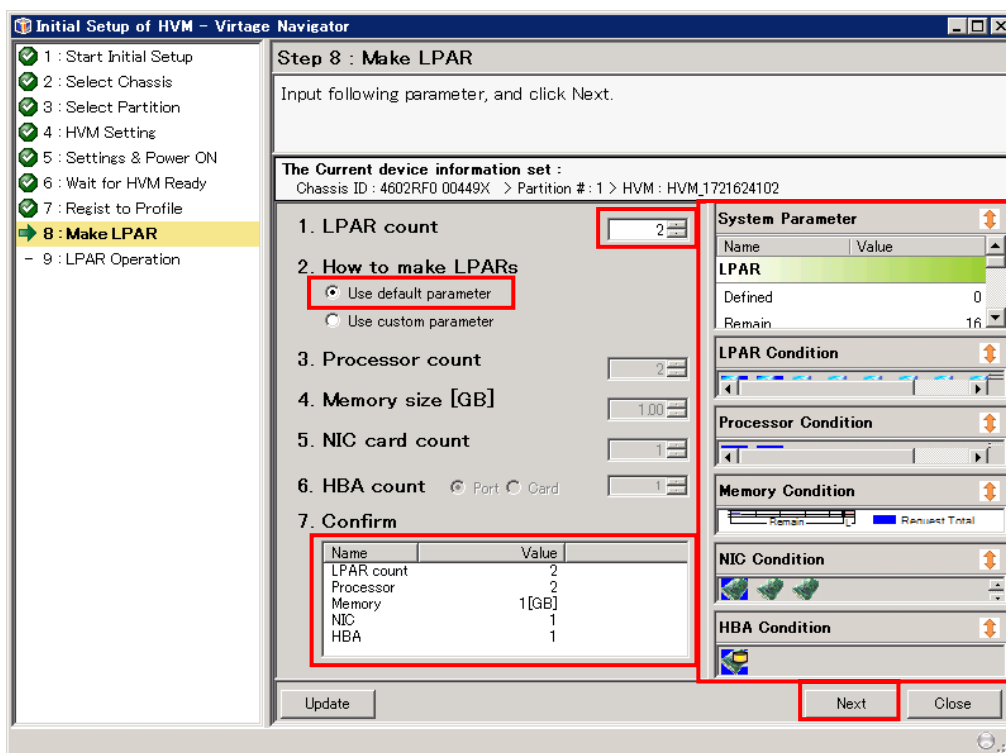 Initial Setup of HVM - Virtage Navigator
1 : Start Initial Setup
2 : Select Chassis
3 : Select Partition
4 : HVM Setting
5 : Settings & Power ON
6 : Wait for HVM Ready
7 : Regist to Profile
8 : Make LPAR
- 9 : LPAR Operation
Step 8 : Make LPAR
Input following parameter, and click Next.
The Current device information set :
Chassis ID : 4602RF0 00449X > Partition # : 1 > HVM : HVM_1721624102
1. LPAR count
2
2. How to make LPARs
Use default parameter
Use custom parameter
3. Processor count
2
4. Memory size [GB]
1.00
5. NIC card count
1
6. HBA count Port Card
1
7. Confirm
Name Value
LPAR count 2
Processor 2
Memory 1[GB]
NIC 1
HBA 1
System Parameter
Name Value
LPAR
Defined 0
Remain 16
LPAR Condition
Processor Condition
Memory Condition
Remain Request Total
NIC Condition
HBA Condition
Update
Next
Close